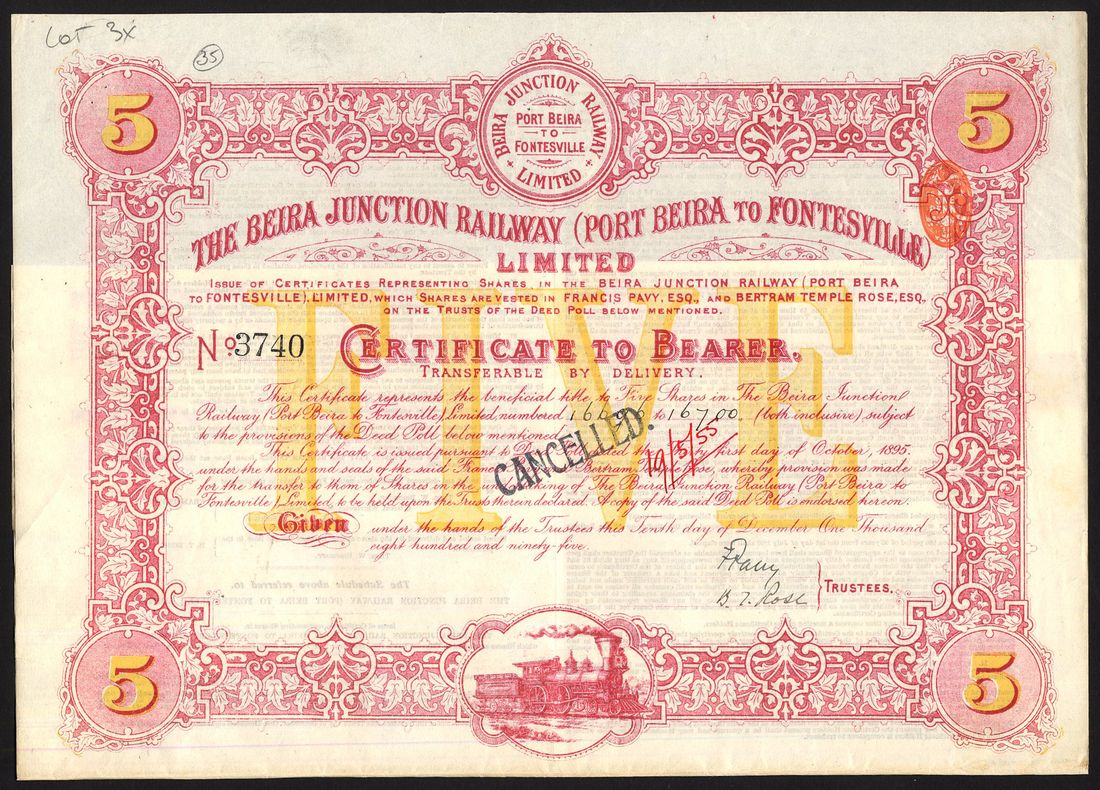 Lot 3x
35
5
5
BEIRA JUNCTION RAILWAY
PORT BEIRA
TO
FONTESVILLE
LIMITED
THE BEIRA JUNCTION RAILWAY (PORT BEIRA TO FONTESVILLE)
LIMITED
ISSUE OF CERTIFICATES REPRESENTING SHARES IN THE BEIRA JUNCTION RAILWAY (PORT BEIRA
TO FONTESVILLE), LIMITED, WHICH SHARES ARE VESTED IN FRANCIS PAVY, ESQ., AND BERTRAM TEMPLE ROSE, ESQ.,
ON THE TRUSTS OF THE DEED POLL BELOW MENTIONED.
FIVE
No. 3740 CERTIFICATE TO BEARER.
TRANSFERABLE BY DELIVERY.
This Certificate represents the beneficial title to Five Shares in The Beira Junction
Railway (Port Beira to Fontesville) Limited, numbered to 16700 (both inclusive) subject
to the provisions of the Deed Poll below mentioned
This Certificate is issued pursuant to the first day of October, 1895.
under the hands and seals of the said Bertram whereby provision was made
for the transfer to them of Shares in the of The Beira Junction Railway (Port Beira to
Fontesville) Limited, to be held upon the Trusts therein declared. A copy of the said Deed Poll is endorsed hereon.
CANCELLED.
19/5/55
Given under the hands of the Trustees this Tenth day of December One Thousand
eight hundred and ninety-five.
F Pavy
B. T. Rose
TRUSTEES.
5
5